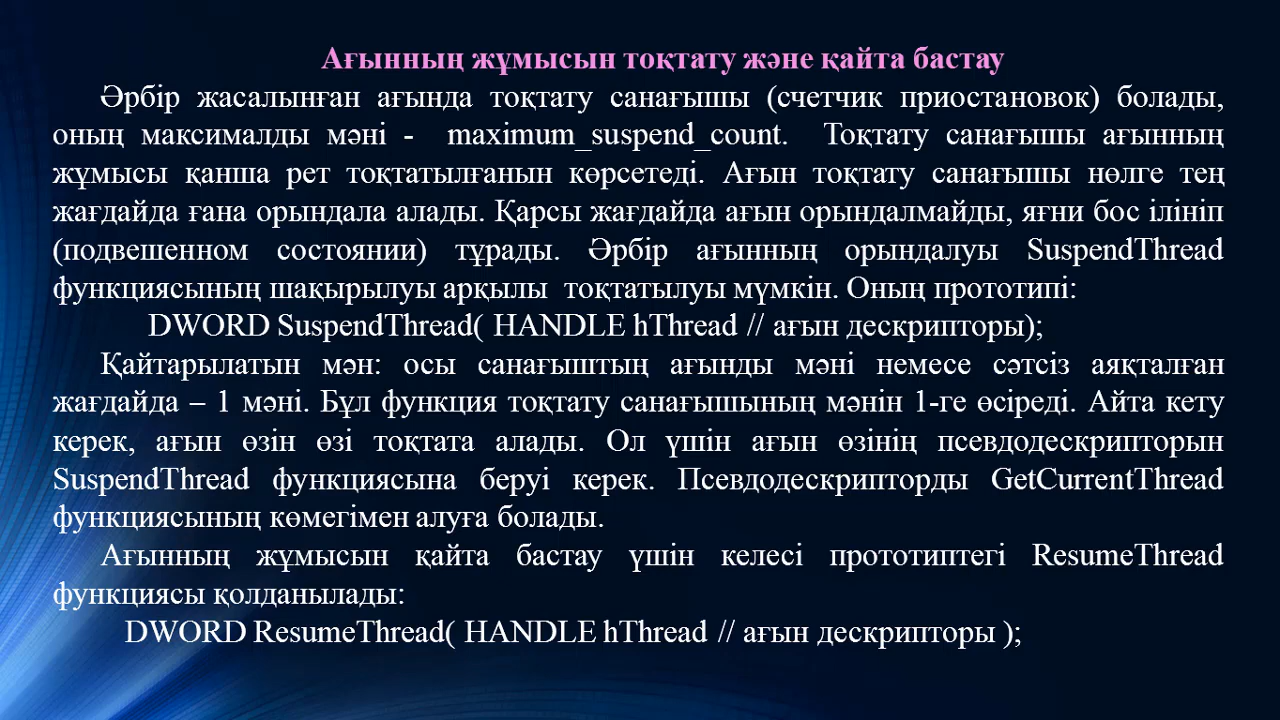 Ағынның жұмысын тоқтату және қайта бастау
Әрбір жасалынған ағында тоқтату санағышы (счетчик приостановок) болады,
оның максималды мәні - maximum_suspend_count. Тоқтату санағышы ағынның
жұмысы қанша рет тоқтатылғанын көрсетеді. Ағын тоқтату санағышы нөлге тең
жағдайда ғана орындала алады. Қарсы жағдайда ағын орындалмайды, яғни бос ілініп
(подвешенном состоянии) тұрады. Әрбір ағынның орындалуы SuspendThread
функциясының шақырылуы арқылы тоқтатылуы мүмкін. Оның прототипі:
DWORD SuspendThread( HANDLE hThread // ағын дескрипторы);
Қайтарылатын мән: осы санағыштың ағынды мәні немесе сәтсіз аяқталған
жағдайда – 1 мәні. Бұл функция тоқтату санағышының мәнін 1-ге өсіреді. Айта кету
керек, ағын өзін өзі тоқтата алады. Ол үшін ағын өзінің псевдодескрипторын
SuspendThread функциясына беруі керек. Псевдодескрипторды GetCurrentThread
функциясының көмегімен алуға болады.
Ағынның жұмысын қайта бастау үшін келесі прототиптегі ResumeThread
функциясы қолданылады:
DWORD ResumeThread( HANDLE hThread // ағын дескрипторы );